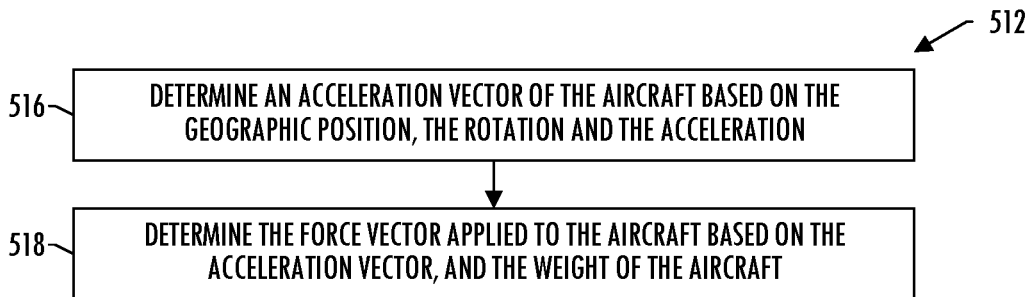 512
516
DETERMINE AN ACCELERATION VECTOR OF THE AIRCRAFT BASED ON THE
GEOGRAPHIC POSITION, THE ROTATION AND THE ACCELERATION
518
DETERMINE THE FORCE VECTOR APPLIED TO THE AIRCRAFT BASED ON THE
ACCELERATION VECTOR, AND THE WEIGHT OF THE AIRCRAFT